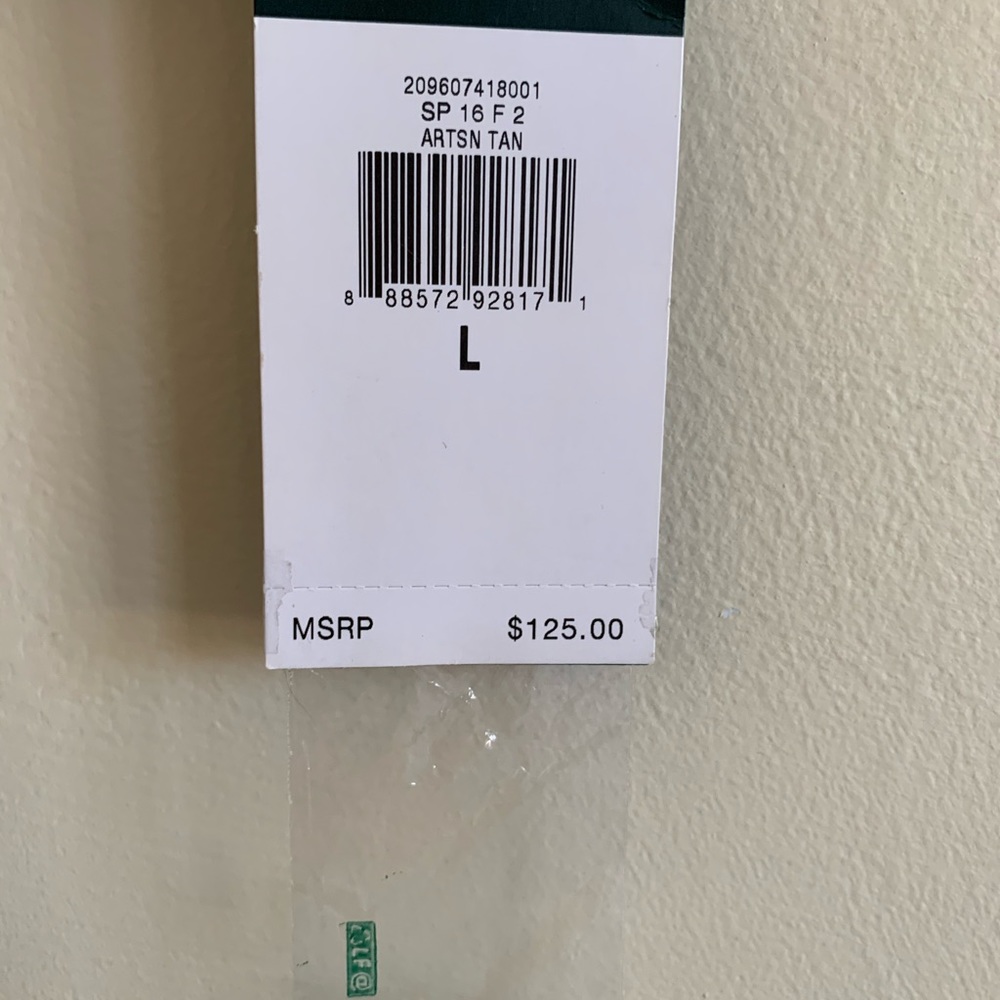 209607418001
SP 16 F 2
ARTSN TAN
8 88572 92817 1
L
MSRP $125.00